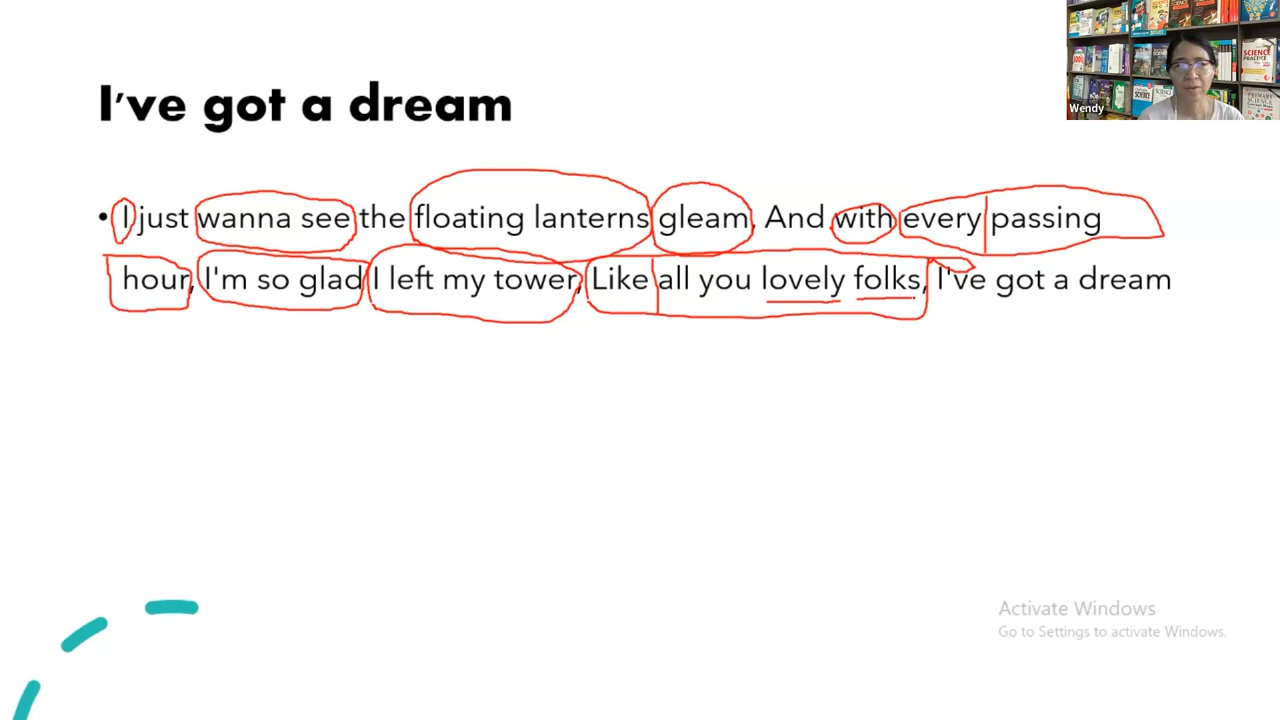 I've got a dream
Wendy
• I just wanna see the floating lanterns gleam, And with every passing
hour, I'm so glad I left my tower, Like all you lovely folks, I've got a dream
Activate Windows
Go to Settings to activate Windows.